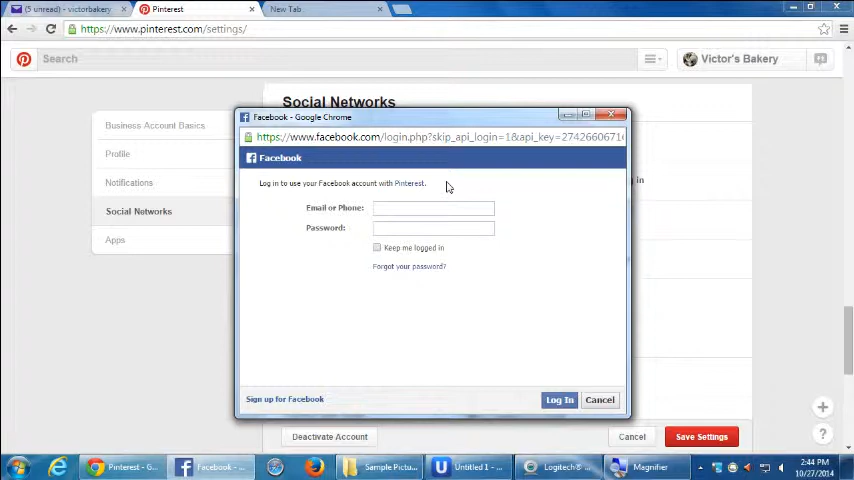 (5 unread) - victorbakery
Pinterest
New Tab
https://www.pinterest.com/settings/
Search
Victor's Bakery
Business Account Basics
Profile
Notifications
Social Networks
Apps
Social Networks
in
Facebook - Google Chrome
https://www.facebook.com/login.php?skip_api_login=1&api_key=27426606716
Facebook
Log in to use your Facebook account with Pinterest.
Email or Phone:
Password:
Keep me logged in
Forgot your password?
Sign up for Facebook
Log In
Cancel
Deactivate Account
Cancel
Save Settings
+
?
Pinterest - G...
Facebook - ...
Sample Pictu...
Untitled 1 - ...
Logitech® ...
Magnifier
2:44 PM
10/27/2014